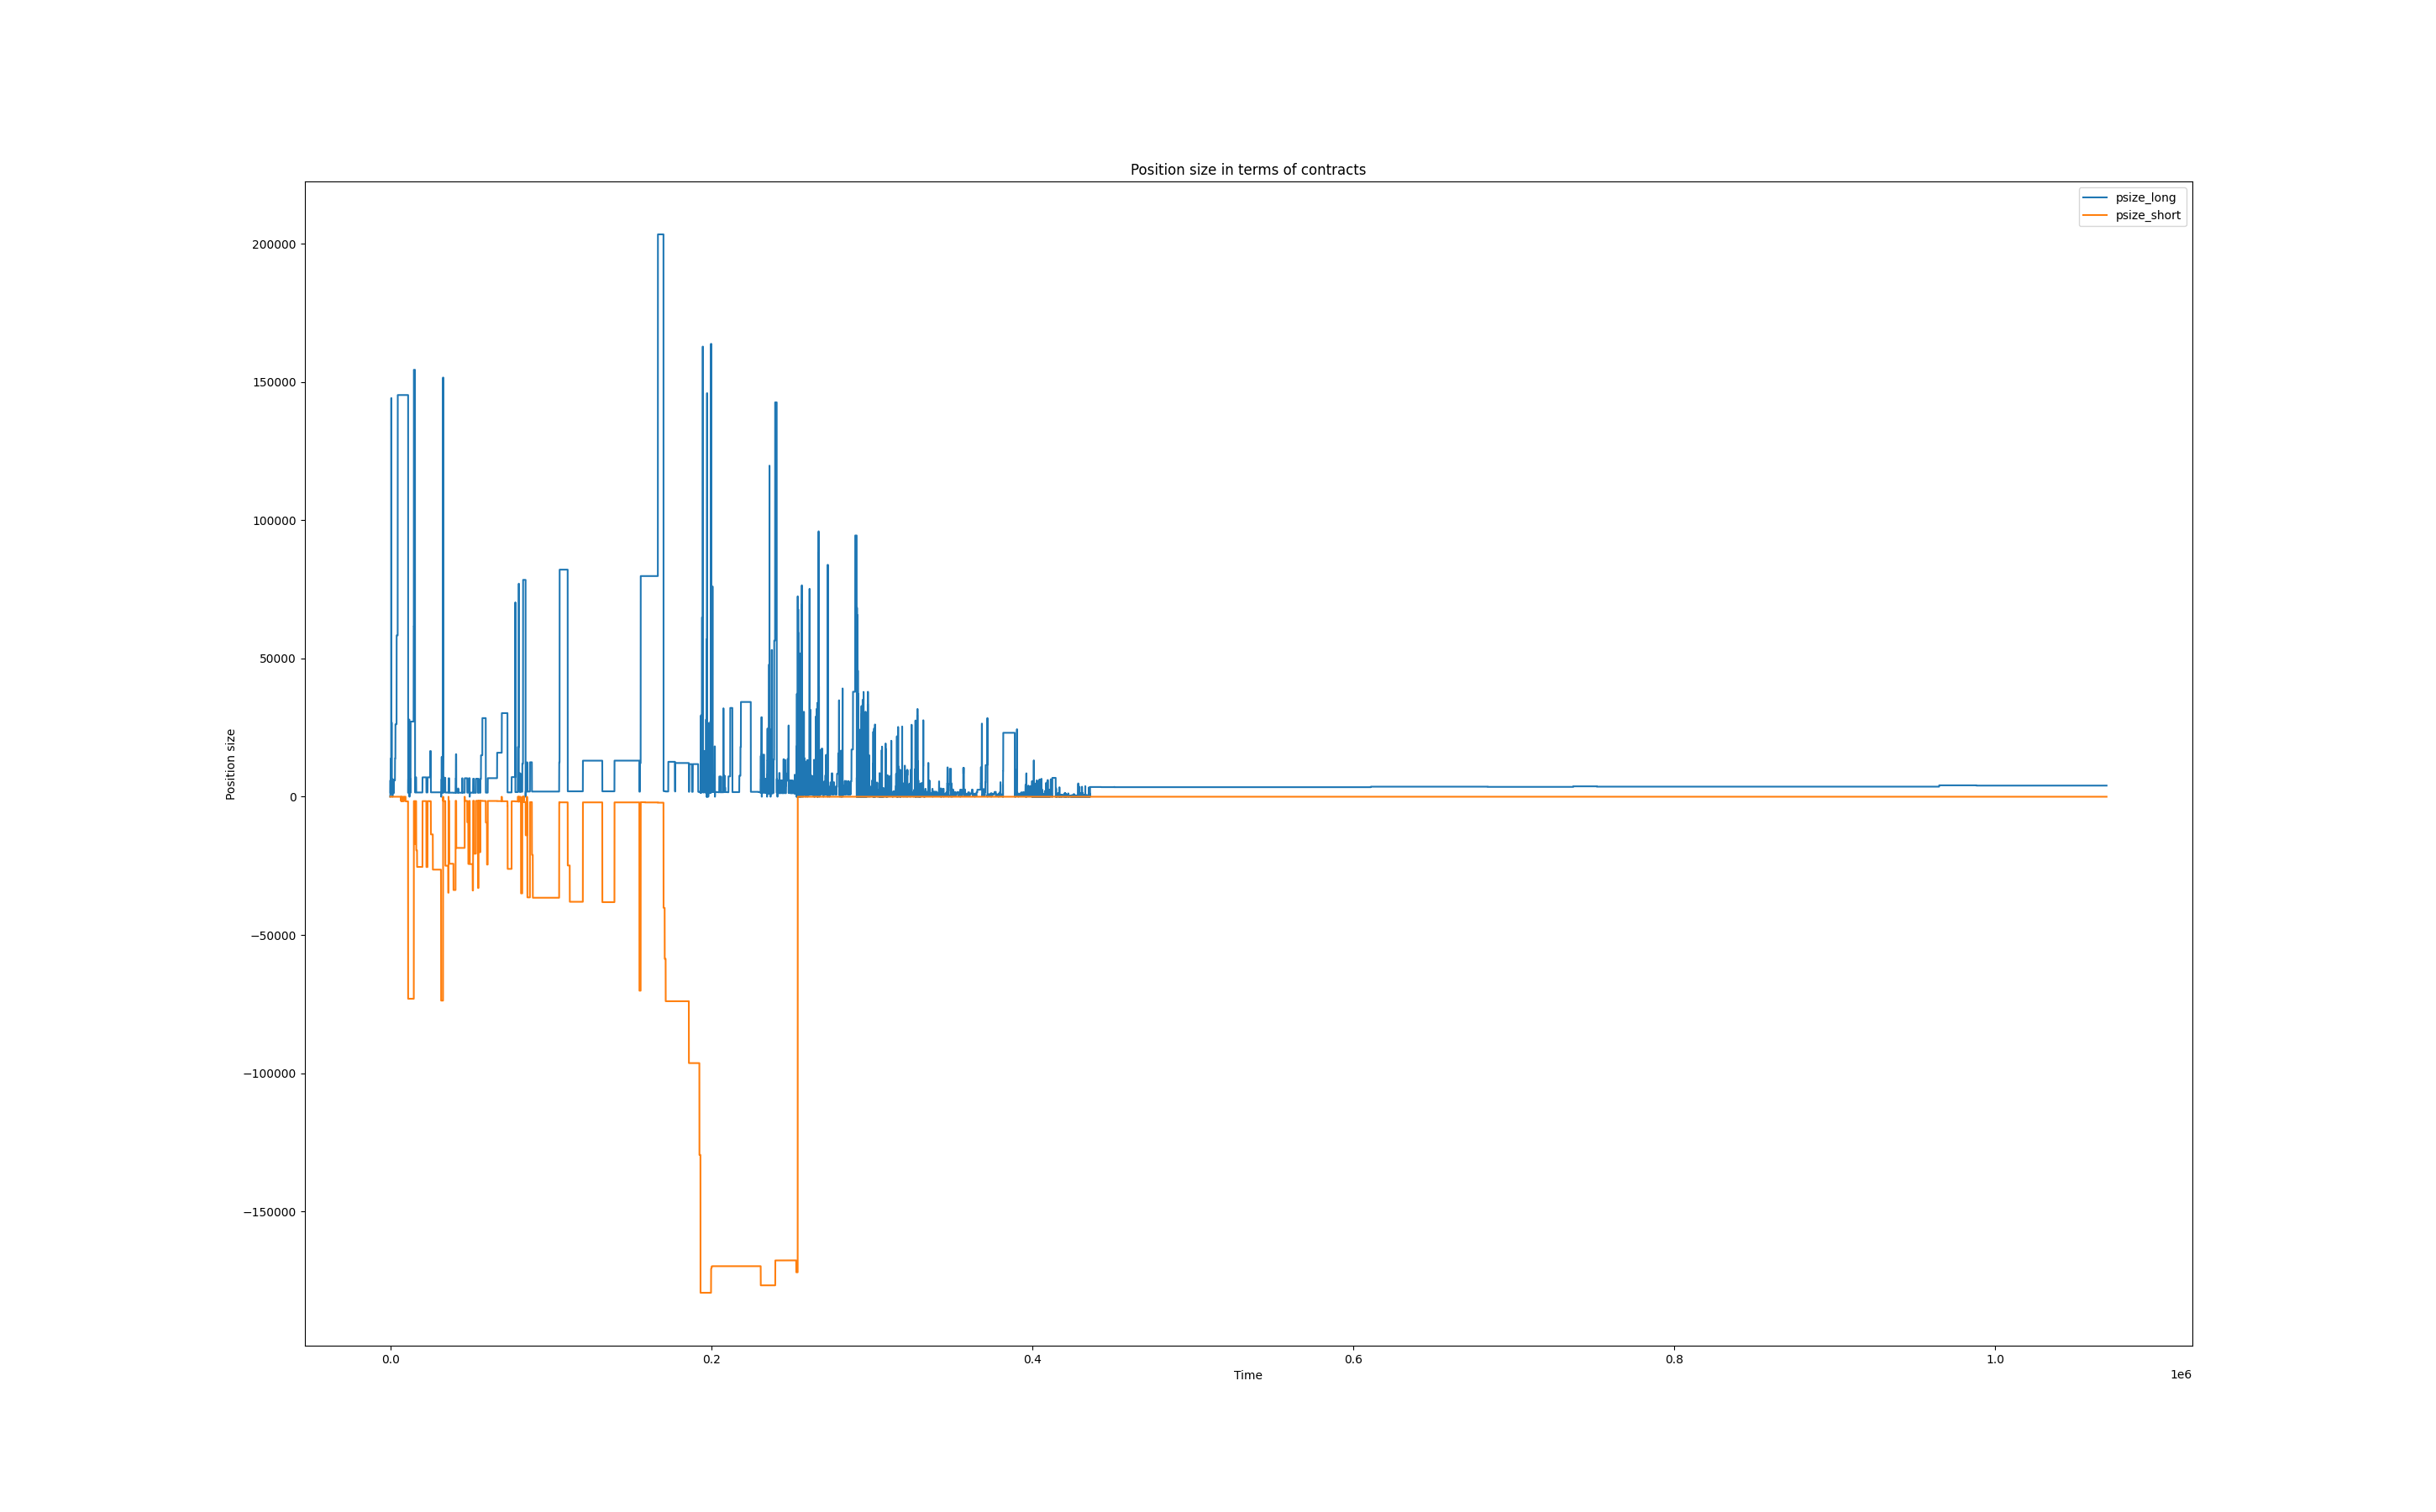 Position size in terms of contracts
psize_long
psize_short
200000
150000
100000
50000
0
−50000
−100000
−150000
Position size
0.0
0.2
0.4
0.6
0.8
1.0
Time
1e6